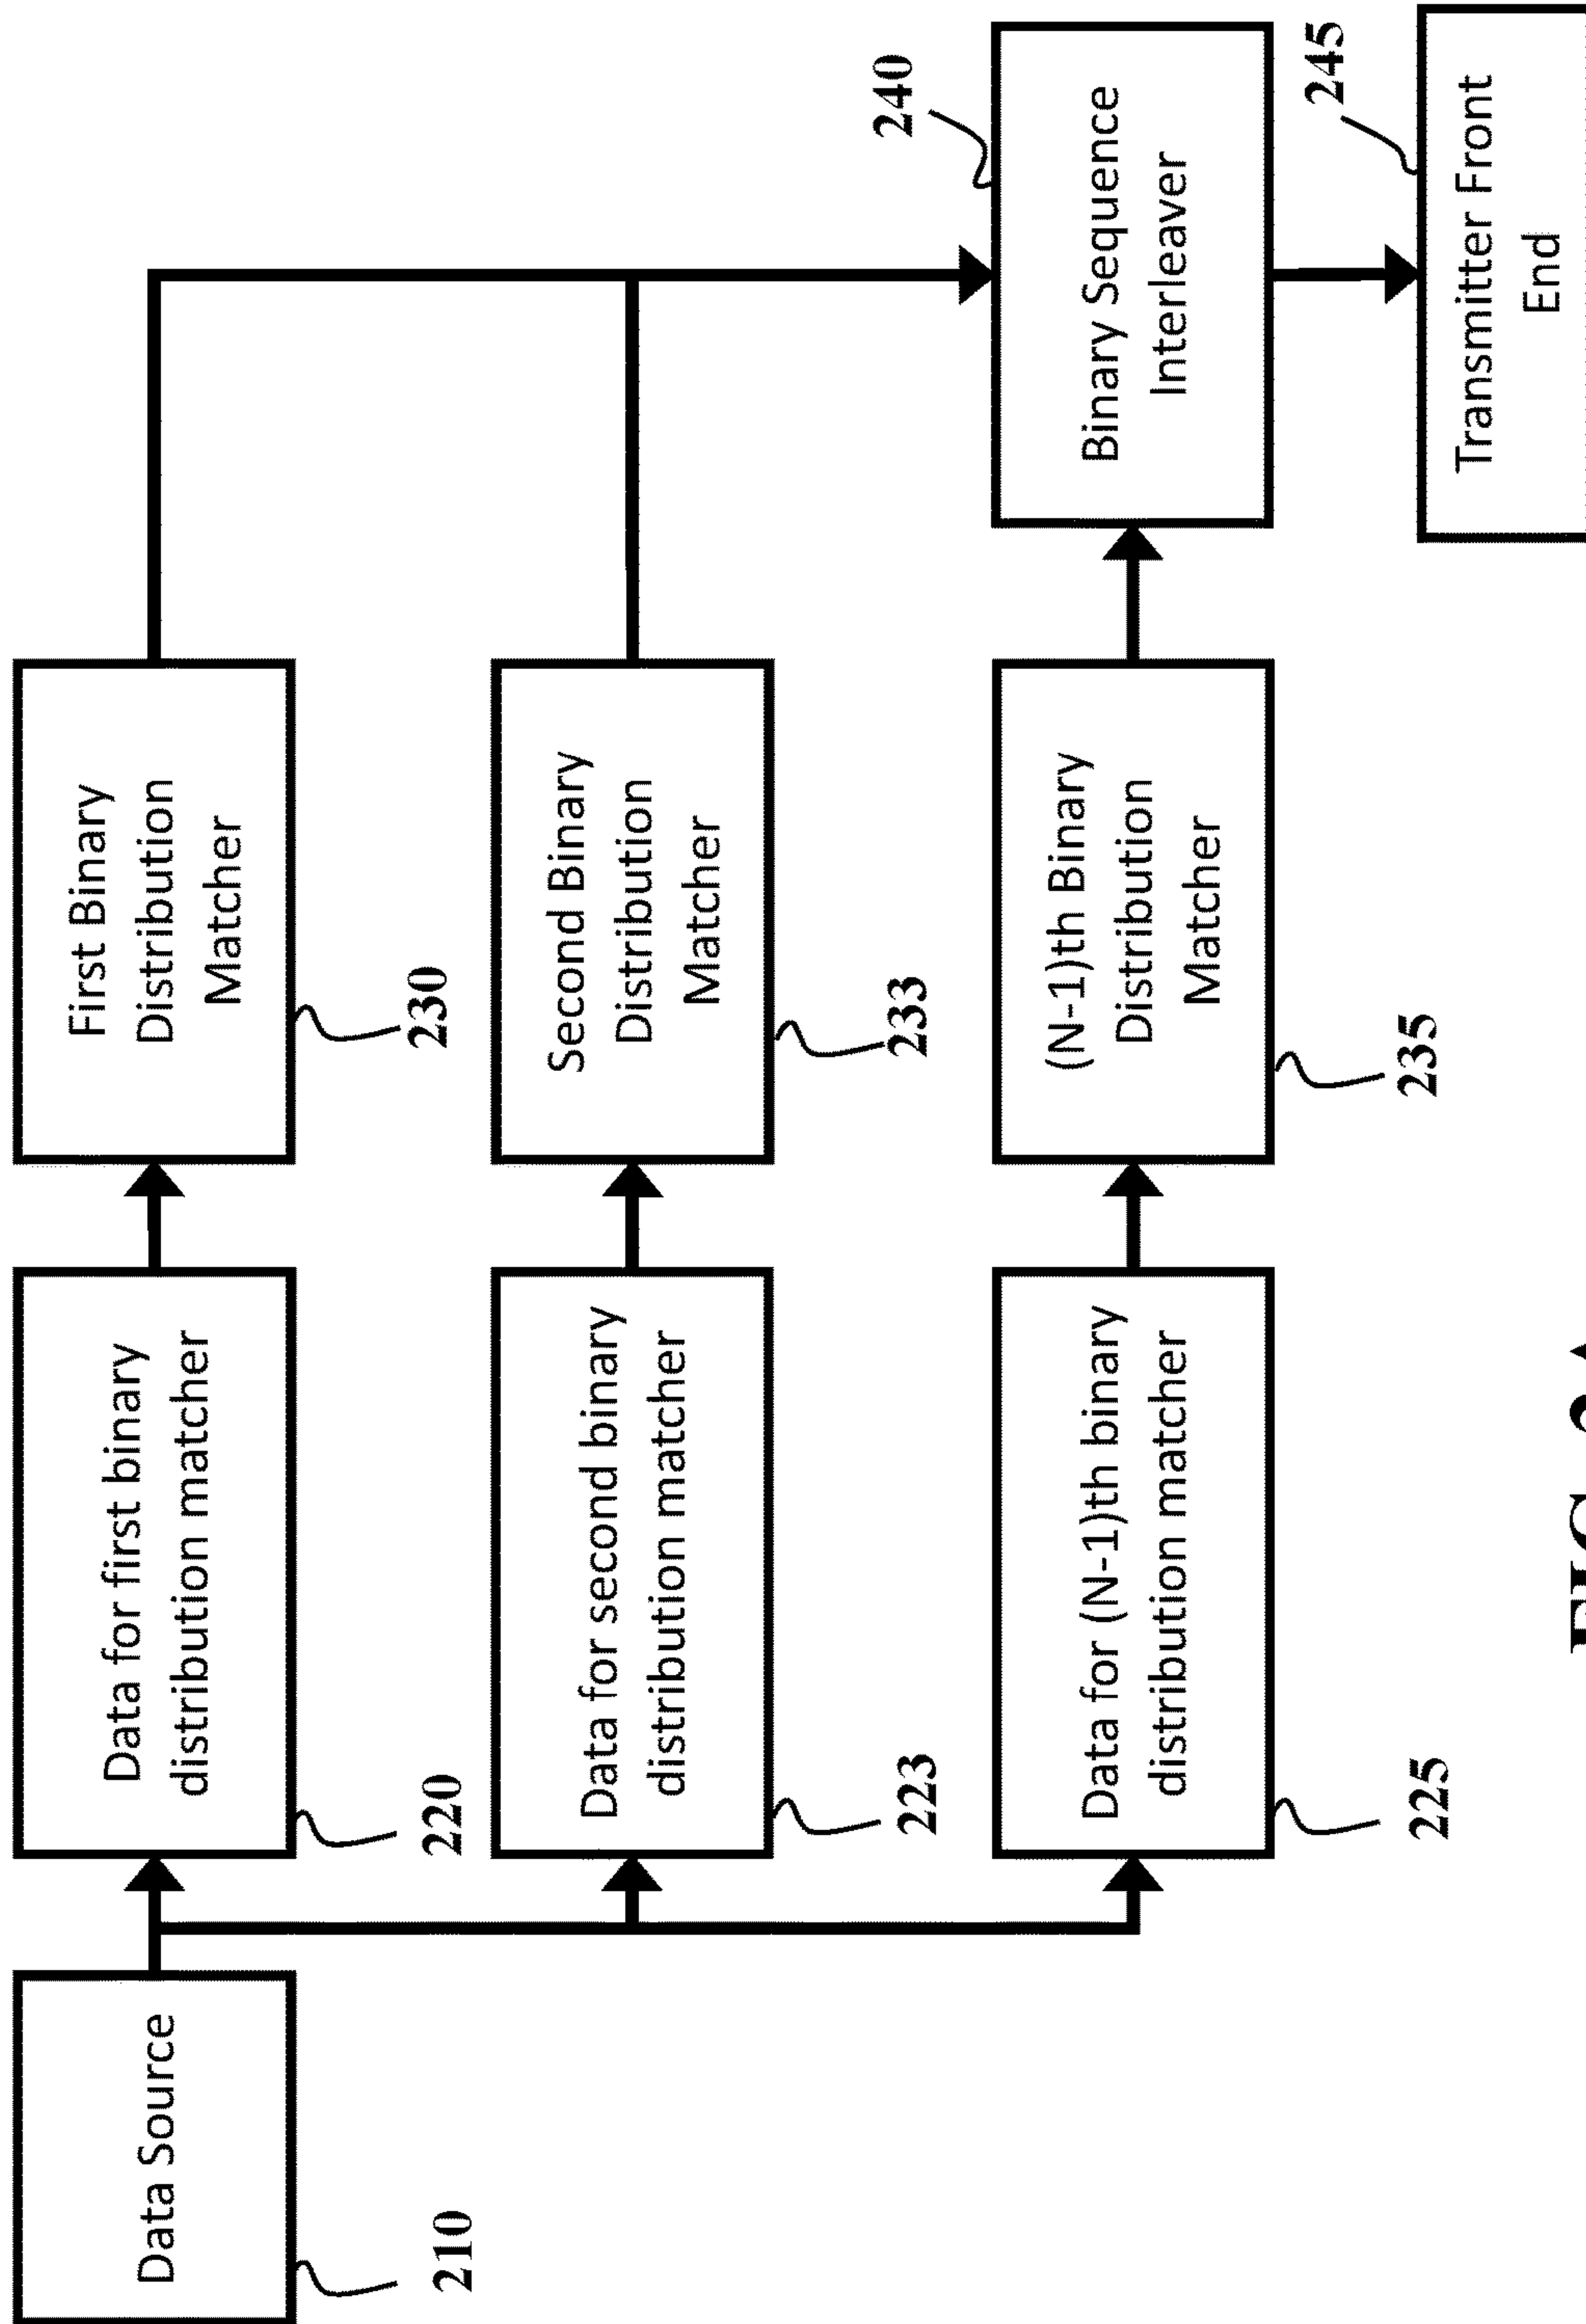 Data Source
210
Data for first binary
distribution matcher
220
First Binary
Distribution
Matcher
230
Data for second binary
distribution matcher
223
Second Binary
Distribution
Matcher
233
Data for (N-1)th binary
distribution matcher
225
(N-1)th Binary
Distribution
Matcher
235
240
Binary Sequence
Interleaver
245
Transmitter Front
End